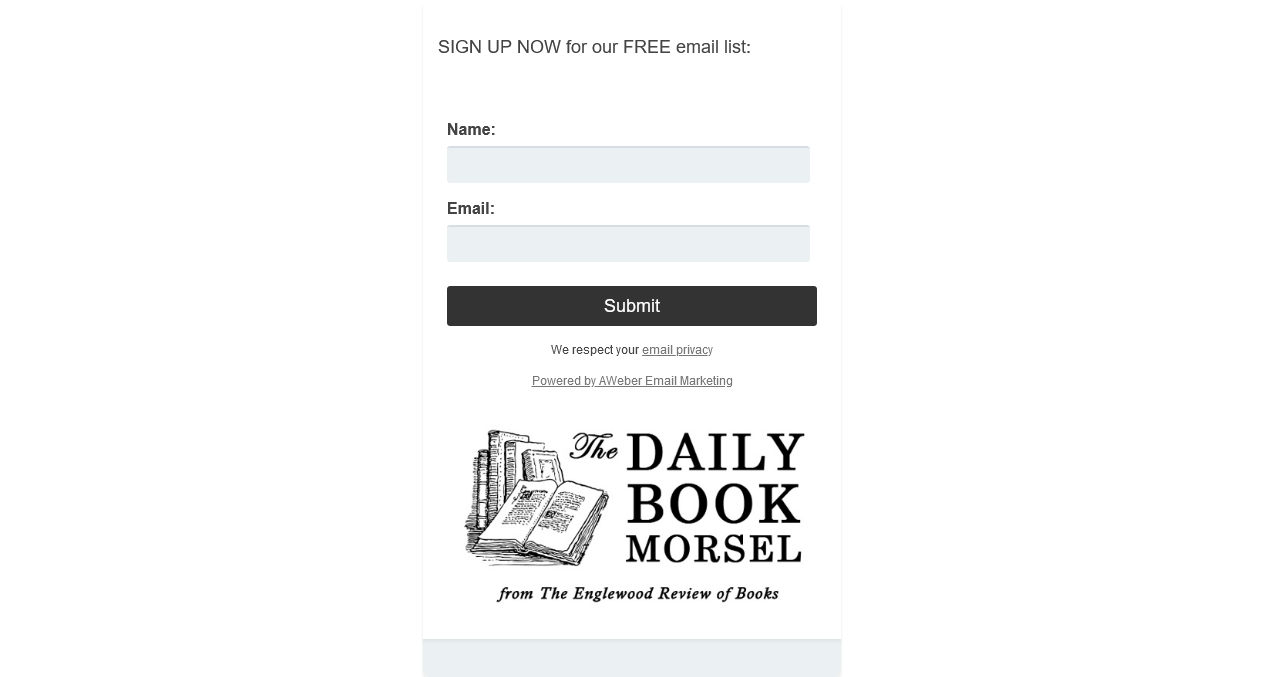 SIGN UP NOW for our FREE email list:
Name:
Email:
Submit
We respect your email privacy
Powered by AWeber Email Marketing
The DAILY
BOOK
MORSEL
from The Englewood Review of Books